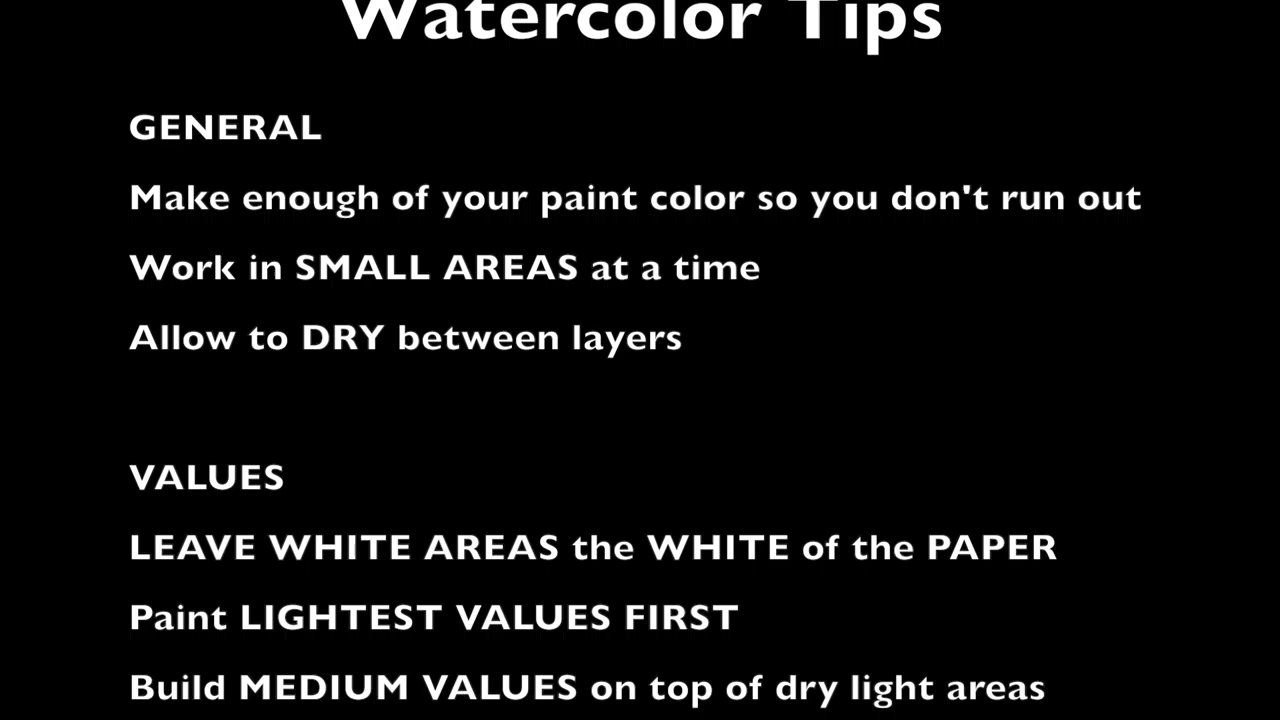 Watercolor Tips
GENERAL
Make enough of your paint color so you don't run out
Work in SMALL AREAS at a time
Allow to DRY between layers
VALUES
LEAVE WHITE AREAS the WHITE of the PAPER
Paint LIGHTEST VALUES FIRST
Build MEDIUM VALUES on top of dry light areas